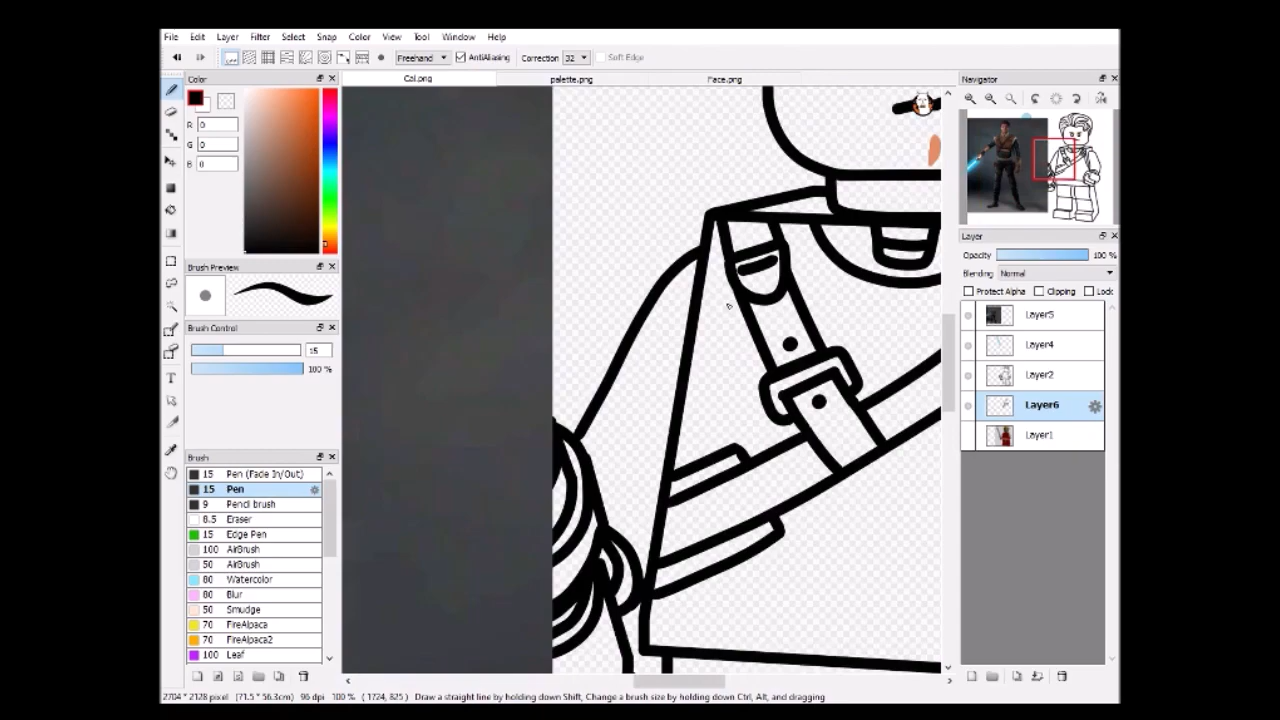 File Edit Layer Filter Select Snap Color View Tool Window Help
Freehand AntiAliasing Correction 32 Soft Edge
Color Cal.png palette.png Face.png Navigator
R 0
G 0
B 0
Layer
Opacity 100 %
Brush Preview
Blending Normal
Protect Alpha Clipping Lock
Layer5
Brush Control
Layer4
15
100 %
Layer2
Layer6
Layer1
Brush
15 Pen (Fade In/Out)
15 Pen
9 Pencil brush
8.5 Eraser
15 Edge Pen
100 AirBrush
50 AirBrush
80 Watercolor
80 Blur
50 Smudge
70 FireAlpaca
70 FireAlpaca2
100 Leaf
2704 * 2128 pixel (71.5 * 56.3cm) 96 dpi 100 % ( 1724, 825 ) Draw a straight line by holding down Shift, Change a brush size by holding down Ctrl, Alt, and dragging